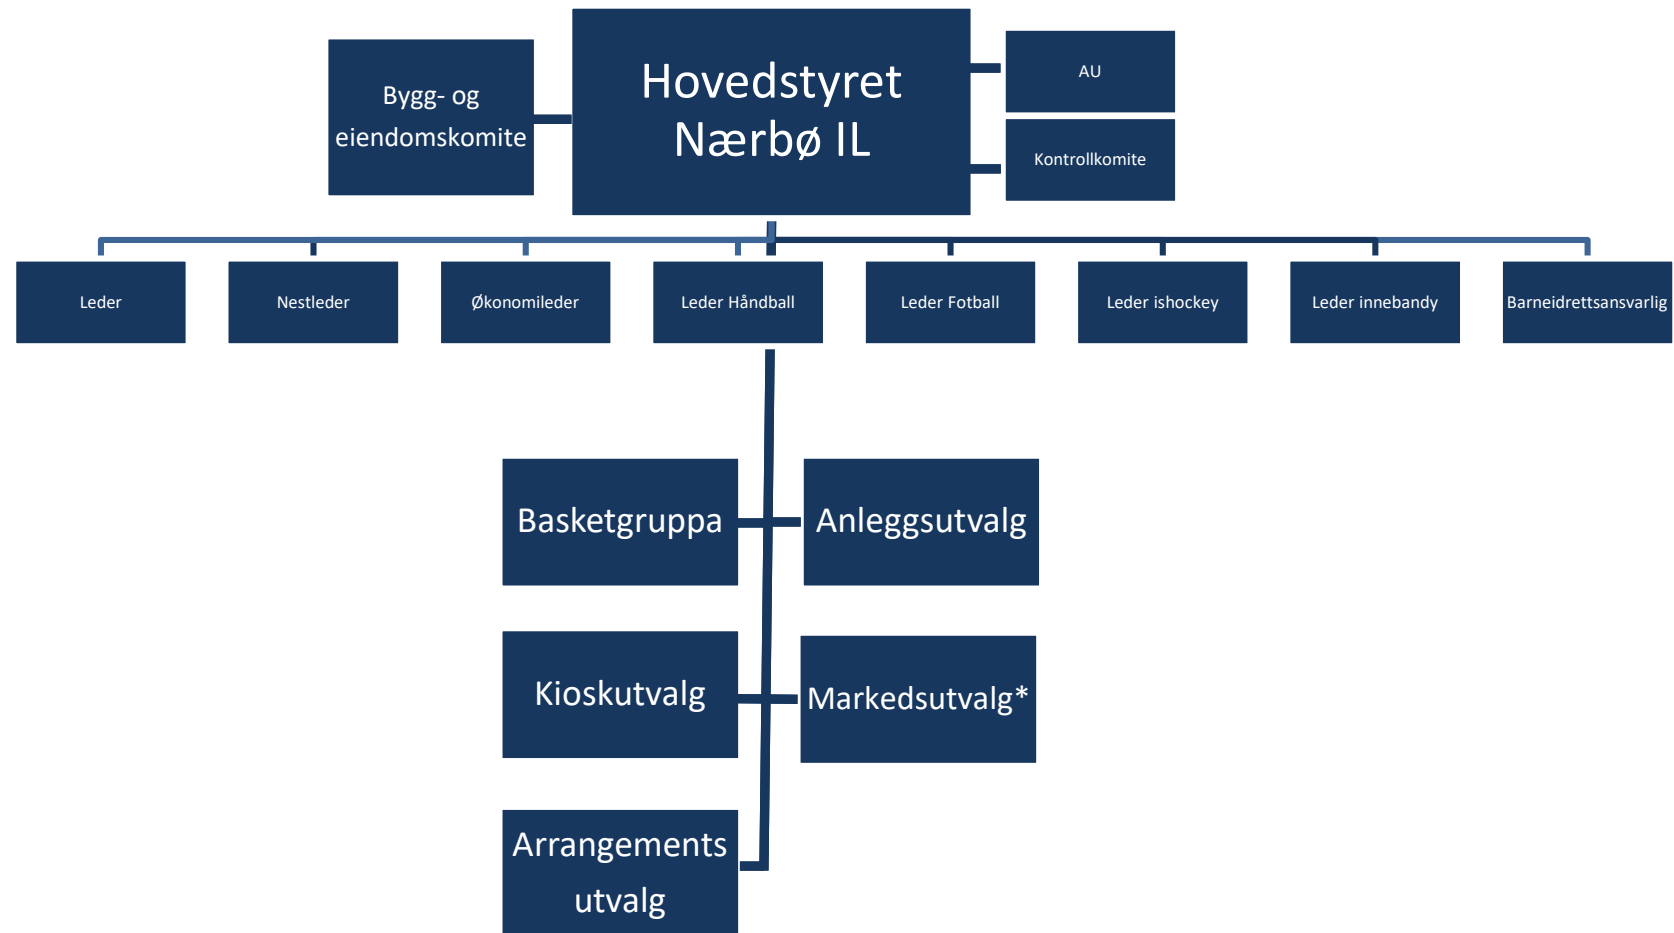 Hovedstyret
Nærbø IL
Bygg- og
eiendomskomite
AU
Kontrollkomite
Leder
Nestleder
Økonomileder
Leder Håndball
Leder Fotball
Leder ishockey
Leder innebandy
Barneidrettsansvarlig
Basketgruppa
Anleggsutvalg
Kioskutvalg
Markedsutvalg*
Arrangements
utvalg